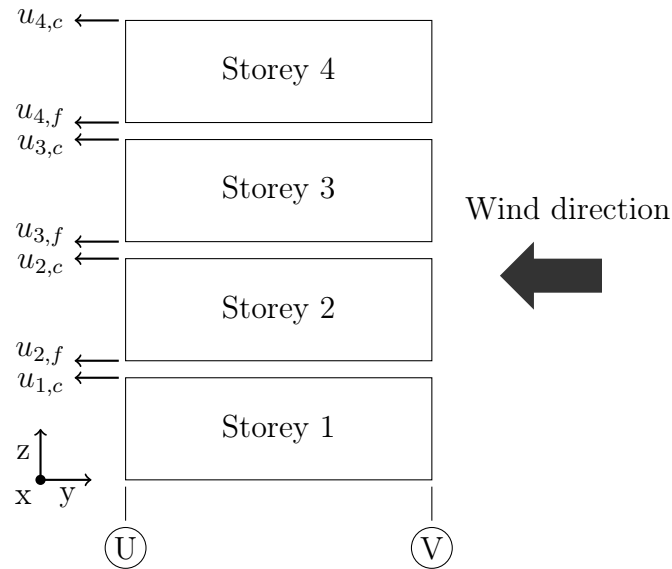 u4,c
Storey 4
u4,f
u3,c
Storey 3
Wind direction
u3,f
u2,c
Storey 2
u2,f
u1,c
Storey 1
z
x
y
U
V